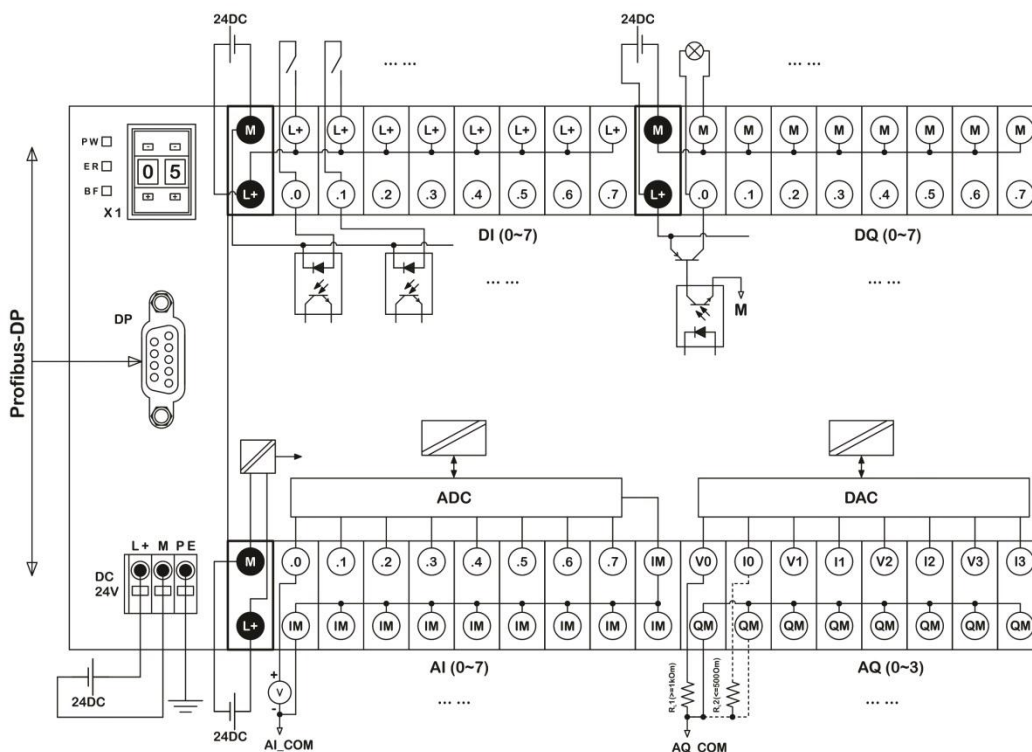 24DC
... ...
24DC
... ...
M L+ L+ L+ L+ L+ L+ L+ L+ M M M M M M M M M
PW
ER
BF
X1
- -
0 5
+ +
L+ .0 .1 .2 .3 .4 .5 .6 .7 L+ .0 .1 .2 .3 .4 .5 .6 .7
DI (0~7)
DQ (0~7)
... ...
... ...
M
Profibus-DP
DP
ADC
DAC
L+ M PE
DC
24V
M .0 .1 .2 .3 .4 .5 .6 .7 IM V0 I0 V1 I1 V2 I2 V3 I3
L+ IM IM IM IM IM IM IM IM IM QM QM QM QM QM QM QM QM
AI (0~7)
AQ (0~3)
24DC
24DC
+
V
-
AI_COM
... ...
R_1(>=1kOm)
R_2(<=500Om)
AQ_COM
... ...